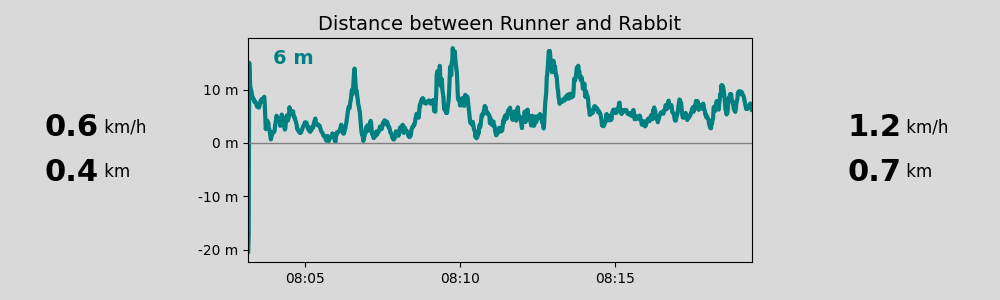 Distance between Runner and Rabbit
6 m
10 m
0 m
-10 m
-20 m
08:05 08:10 08:15
0.6 km/h
0.4 km
1.2 km/h
0.7 km